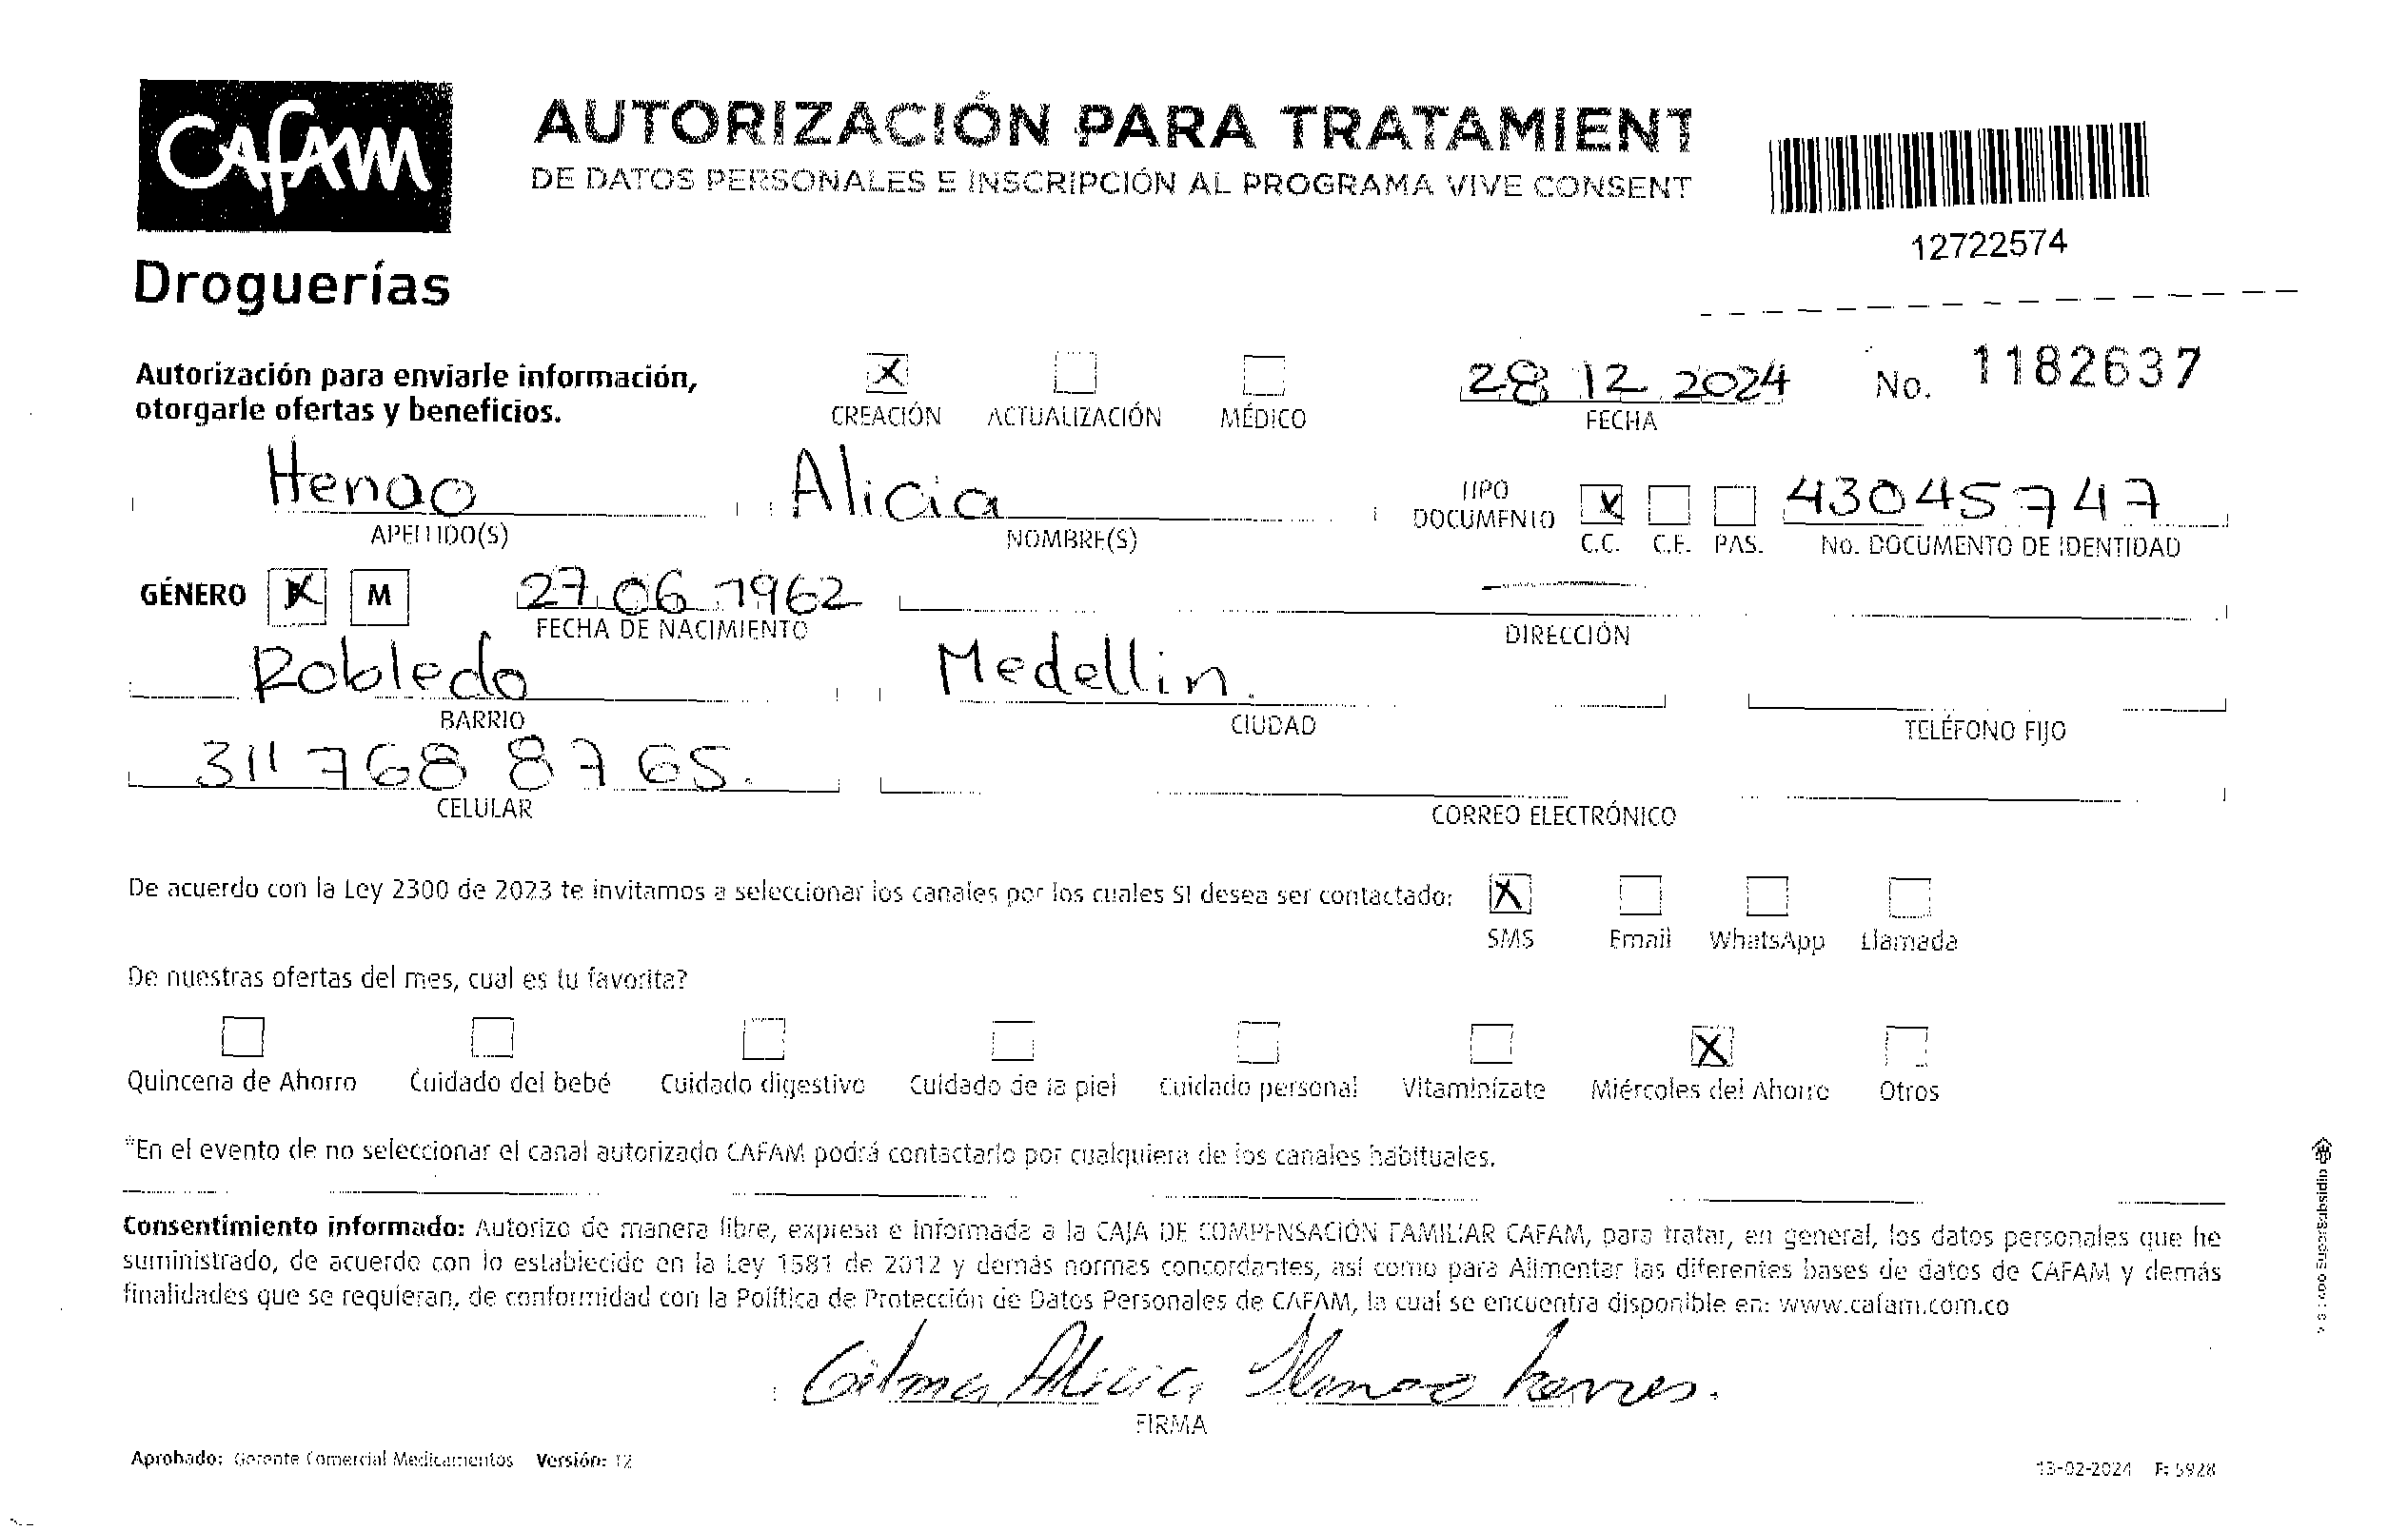 CAFAM
Droguerías
AUTORIZACIÓN PARA TRATAMIENT
DE DATOS PERSONALES E INSCRIPCIÓN AL PROGRAMA VIVE CONSENT
12722574
Autorización para enviarle información,
otorgarle ofertas y beneficios.
X CREACIÓN ACTUALIZACIÓN MÉDICO
28 12 2024
FECHA
No. 1182637
Henao Alicia
APELLIDO(S) NOMBRE(S)
TIPO DOCUMENTO X 43045747
C.C. C.E. PAS. No. DOCUMENTO DE IDENTIDAD
GÉNERO X M 27 06 1962
FECHA DE NACIMIENTO DIRECCIÓN
Robledo Medellin.
BARRIO CIUDAD TELÉFONO FIJO
311 768 8765.
CELULAR CORREO ELECTRÓNICO
De acuerdo con la Ley 2300 de 2023 te invitamos a seleccionar los canales por los cuales SI desea ser contactado: X
SMS Email WhatsApp Llamada
De nuestras ofertas del mes, cual es tu favorita?
X
Quincena de Ahorro Cuidado del bebé Cuidado digestivo Cuidado de la piel Cuidado personal Vitaminízate Miércoles del Ahorro Otros
*En el evento de no seleccionar el canal autorizado CAFAM podrá contactarlo por cualquiera de los canales habituales.
Consentimiento informado: Autorizo de manera libre, expresa e informada a la CAJA DE COMPENSACIÓN FAMILIAR CAFAM, para tratar, en general, los datos personales que he
suministrado, de acuerdo con lo establecido en la Ley 1581 de 2012 y demás normas concordantes, así como para Alimentar las diferentes bases de datos de CAFAM y demás
finalidades que se requieran, de conformidad con la Política de Protección de Datos Personales de CAFAM, la cual se encuentra disponible en: www.cafam.com.co
Gilma Alicia Henao
FIRMA
Aprobado: Gerente Comercial Medicamentos Versión: 12
13-02-2024 F: 5928
SuperSubsidio